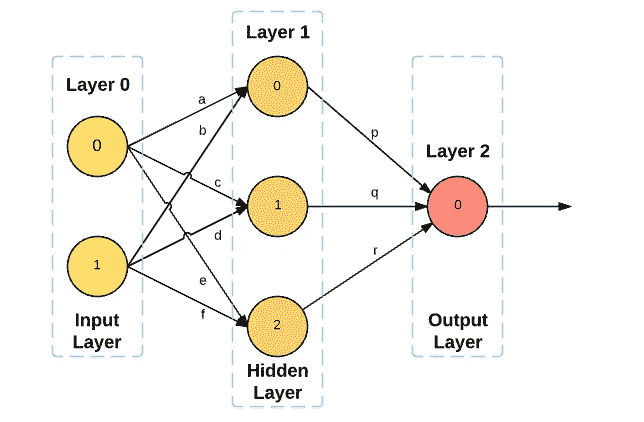 Layer 1
Layer 0
0
a
b
p
0
Layer 2
c
1
q
0
d
1
r
e
f
2
Input
Layer
Output
Layer
Hidden
Layer